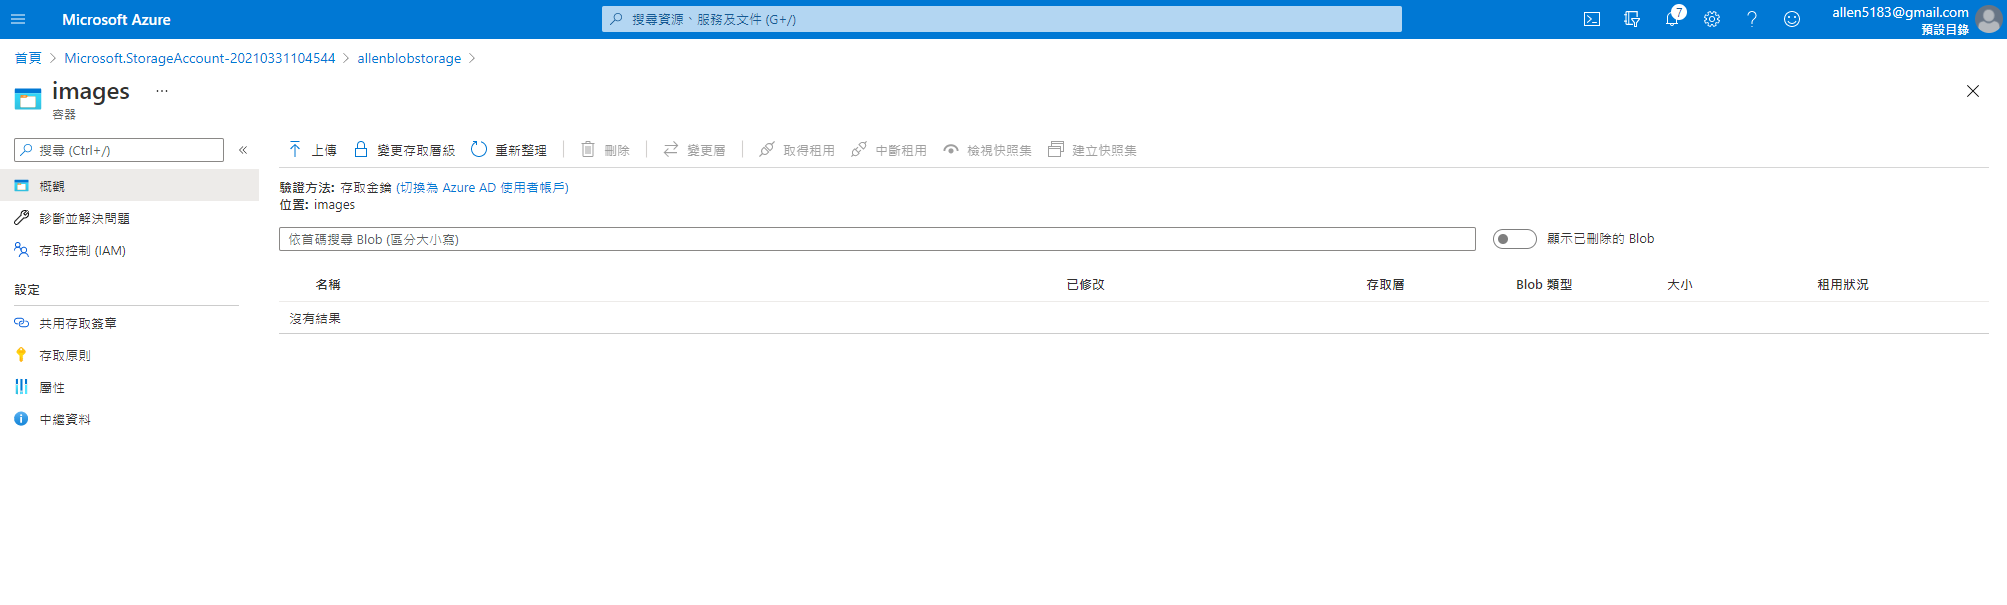 Microsoft Azure
搜尋資源、服務及文件 (G+/)
7
allen5183@gmail.com
預設目錄
首頁 > Microsoft.StorageAccount-20210331104544 > allenblobstorage >
images ...
容器
搜尋 (Ctrl+/) «
上傳 變更存取層級 重新整理 刪除 變更層 取得租用 中斷租用 檢視快照集 建立快照集
概觀
診斷並解決問題
存取控制 (IAM)
設定
共用存取簽章
存取原則
屬性
中繼資料
驗證方法: 存取金鑰 (切換為 Azure AD 使用者帳戶)
位置: images
依首碼搜尋 Blob (區分大小寫) 顯示已刪除的 Blob
名稱 已修改 存取層 Blob 類型 大小 租用狀況
沒有結果